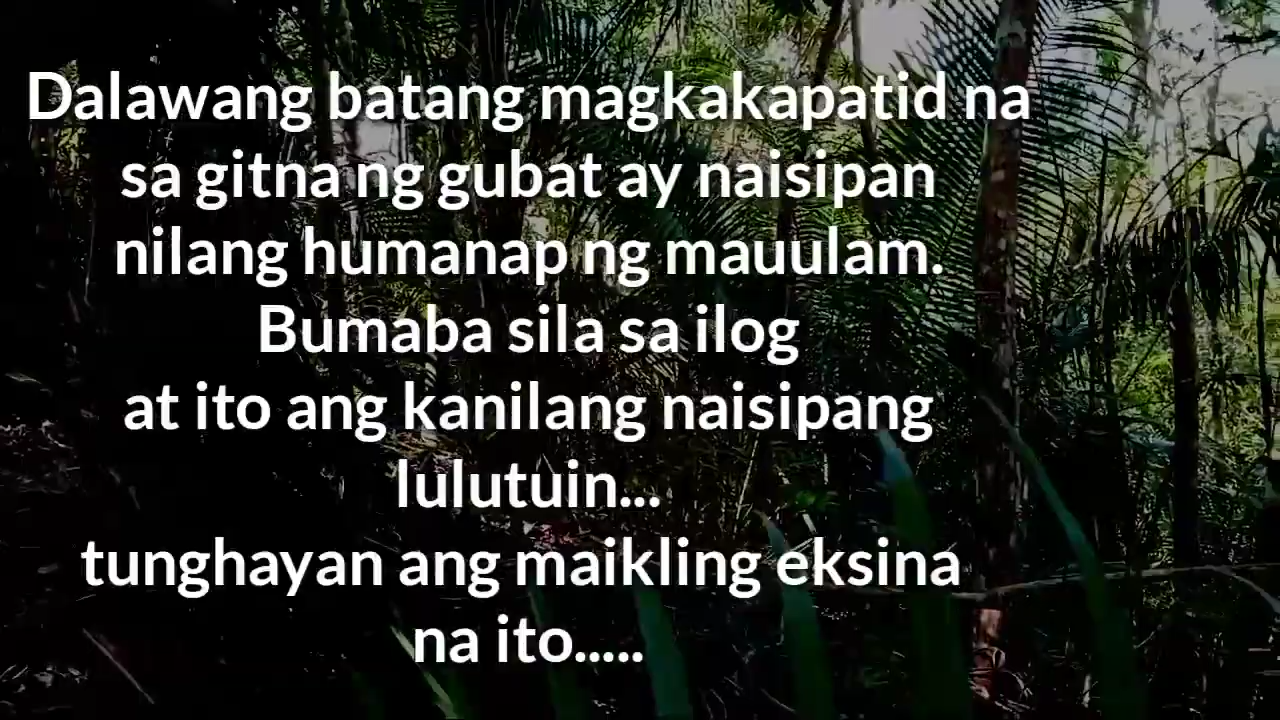 Dalawang batang magkakapatid na
sa gitna ng gubat ay naisipan
nilang humanap ng mauulam.
Bumaba sila sa ilog
at ito ang kanilang naisipang
lulutuin...
tunghayan ang maikling eksina
na ito.....